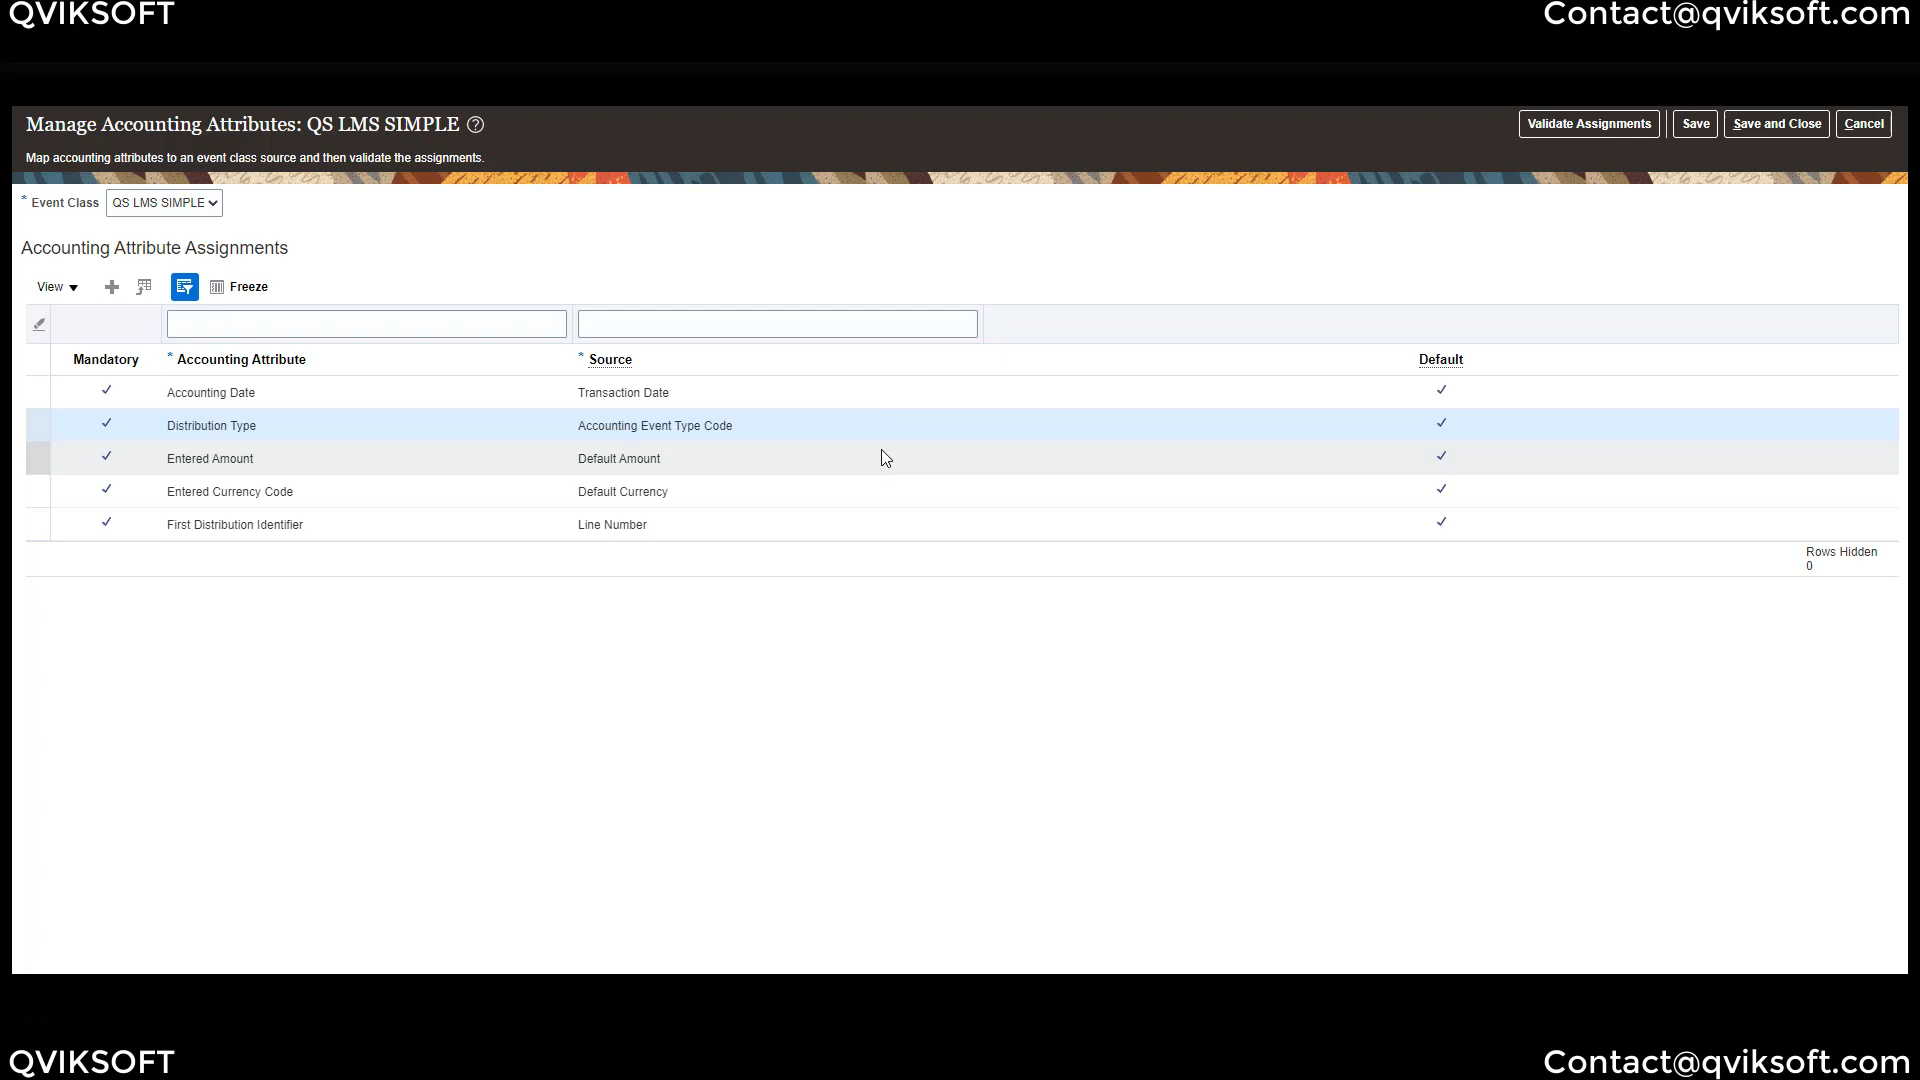 QVIKSOFT
Contact@qviksoft.com
Manage Accounting Attributes: QS LMS SIMPLE
Validate Assignments
Save
Save and Close
Cancel
Map accounting attributes to an event class source and then validate the assignments.
* Event Class QS LMS SIMPLE
Accounting Attribute Assignments
View
Freeze
Mandatory * Accounting Attribute * Source Default
Accounting Date Transaction Date
Distribution Type Accounting Event Type Code
Entered Amount Default Amount
Entered Currency Code Default Currency
First Distribution Identifier Line Number
Rows Hidden
0
QVIKSOFT
Contact@qviksoft.com